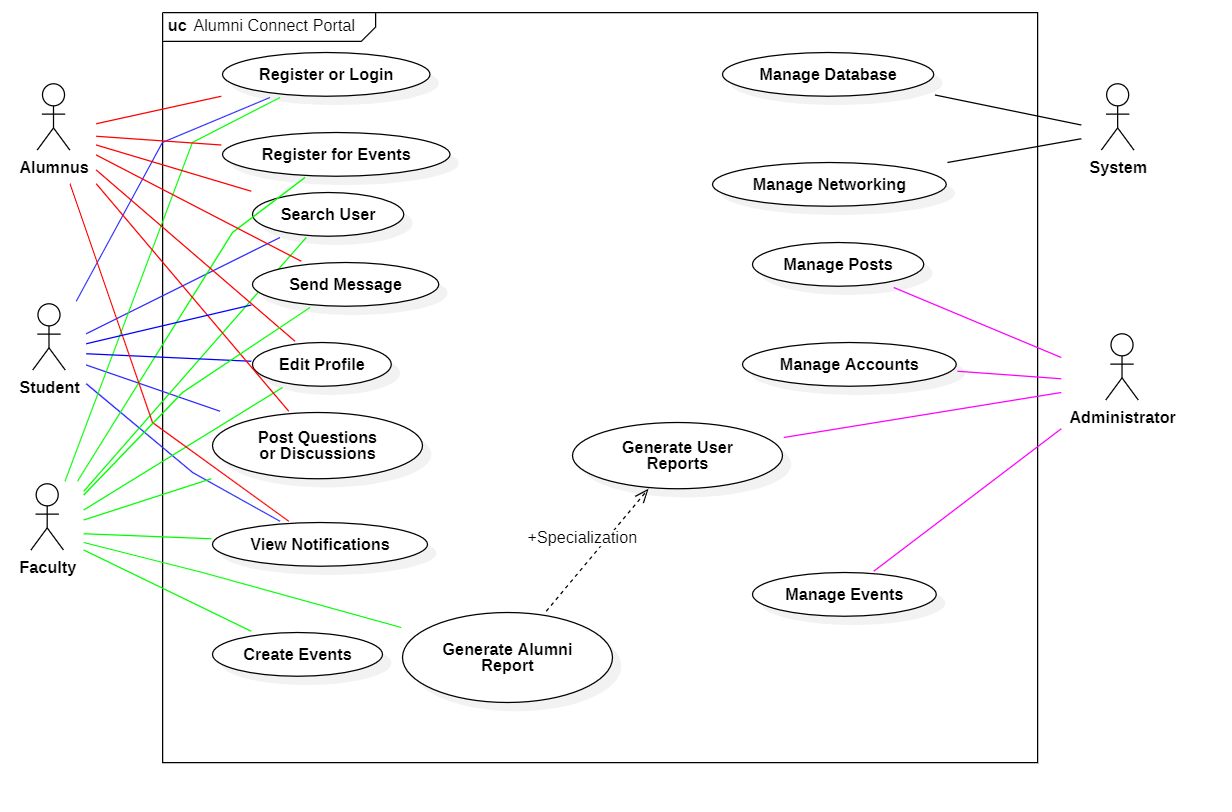 uc Alumni Connect Portal
Register or Login
Manage Database
Alumnus
System
Register for Events
Manage Networking
Search User
Manage Posts
Send Message
Student
Edit Profile
Manage Accounts
Administrator
Post Questions
or Discussions
Generate User
Reports
+Specialization
View Notifications
Faculty
Manage Events
Create Events
Generate Alumni
Report